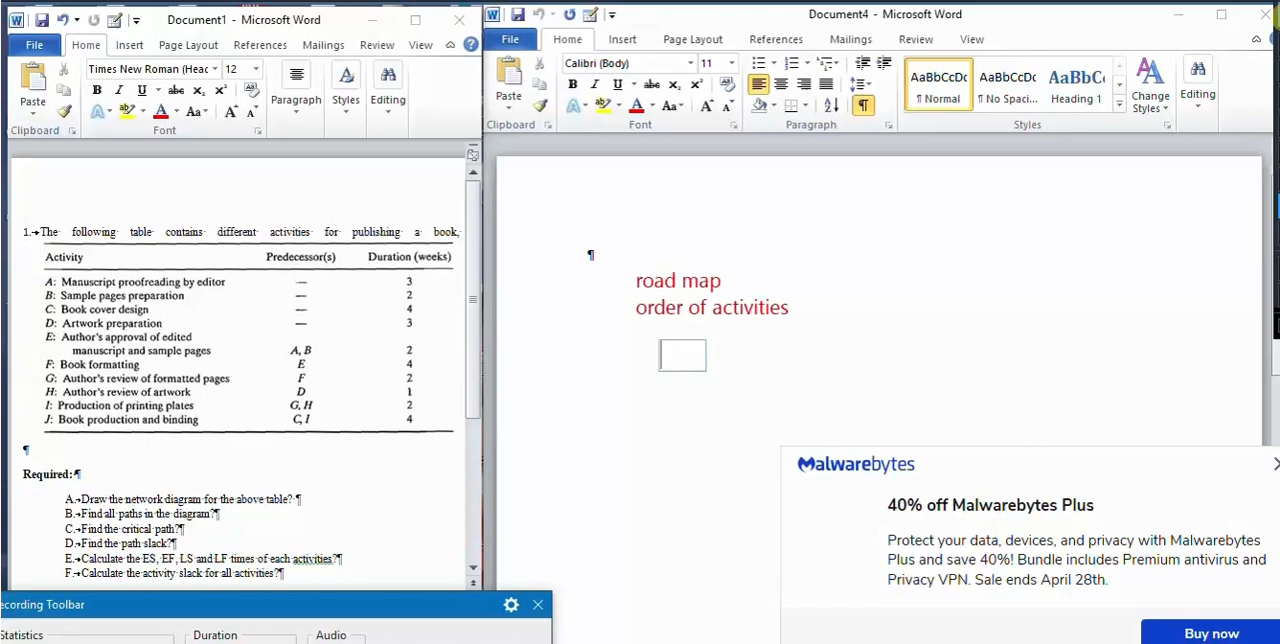 Document1 - Microsoft Word
File Home Insert Page Layout References Mailings Review View
Times New Roman (Head 12
Paste
Paragraph Styles Editing
Clipboard Font
1. The following table contains different activities for publishing a book,
Activity Predecessor(s) Duration (weeks)
A: Manuscript proofreading by editor — 3
B: Sample pages preparation — 2
C: Book cover design — 4
D: Artwork preparation — 3
E: Author's approval of edited
manuscript and sample pages A, B 2
F: Book formatting E 4
G: Author's review of formatted pages F 2
H: Author's review of artwork D 1
I: Production of printing plates G, H 2
J: Book production and binding C, I 4
¶
Required:¶
A.→Draw the network diagram for the above table?¶
B.→Find all paths in the diagram?¶
C.→Find the critical path?¶
D.→Find the path slack?¶
E.→Calculate the ES, EF, LS and LF times of each activities?¶
F.→Calculate the activity slack for all activities?¶
ecording Toolbar
Statistics Duration Audio
Document4 - Microsoft Word
File Home Insert Page Layout References Mailings Review View
Calibri (Body) 11
Paste
AaBbCcDc AaBbCcDc AaBbCc
¶ Normal ¶ No Spaci... Heading 1
Change
Styles
Editing
Clipboard Font Paragraph Styles
¶
road map
order of activities
Malwarebytes
40% off Malwarebytes Plus
Protect your data, devices, and privacy with Malwarebytes
Plus and save 40%! Bundle includes Premium antivirus and
Privacy VPN. Sale ends April 28th.
Buy now